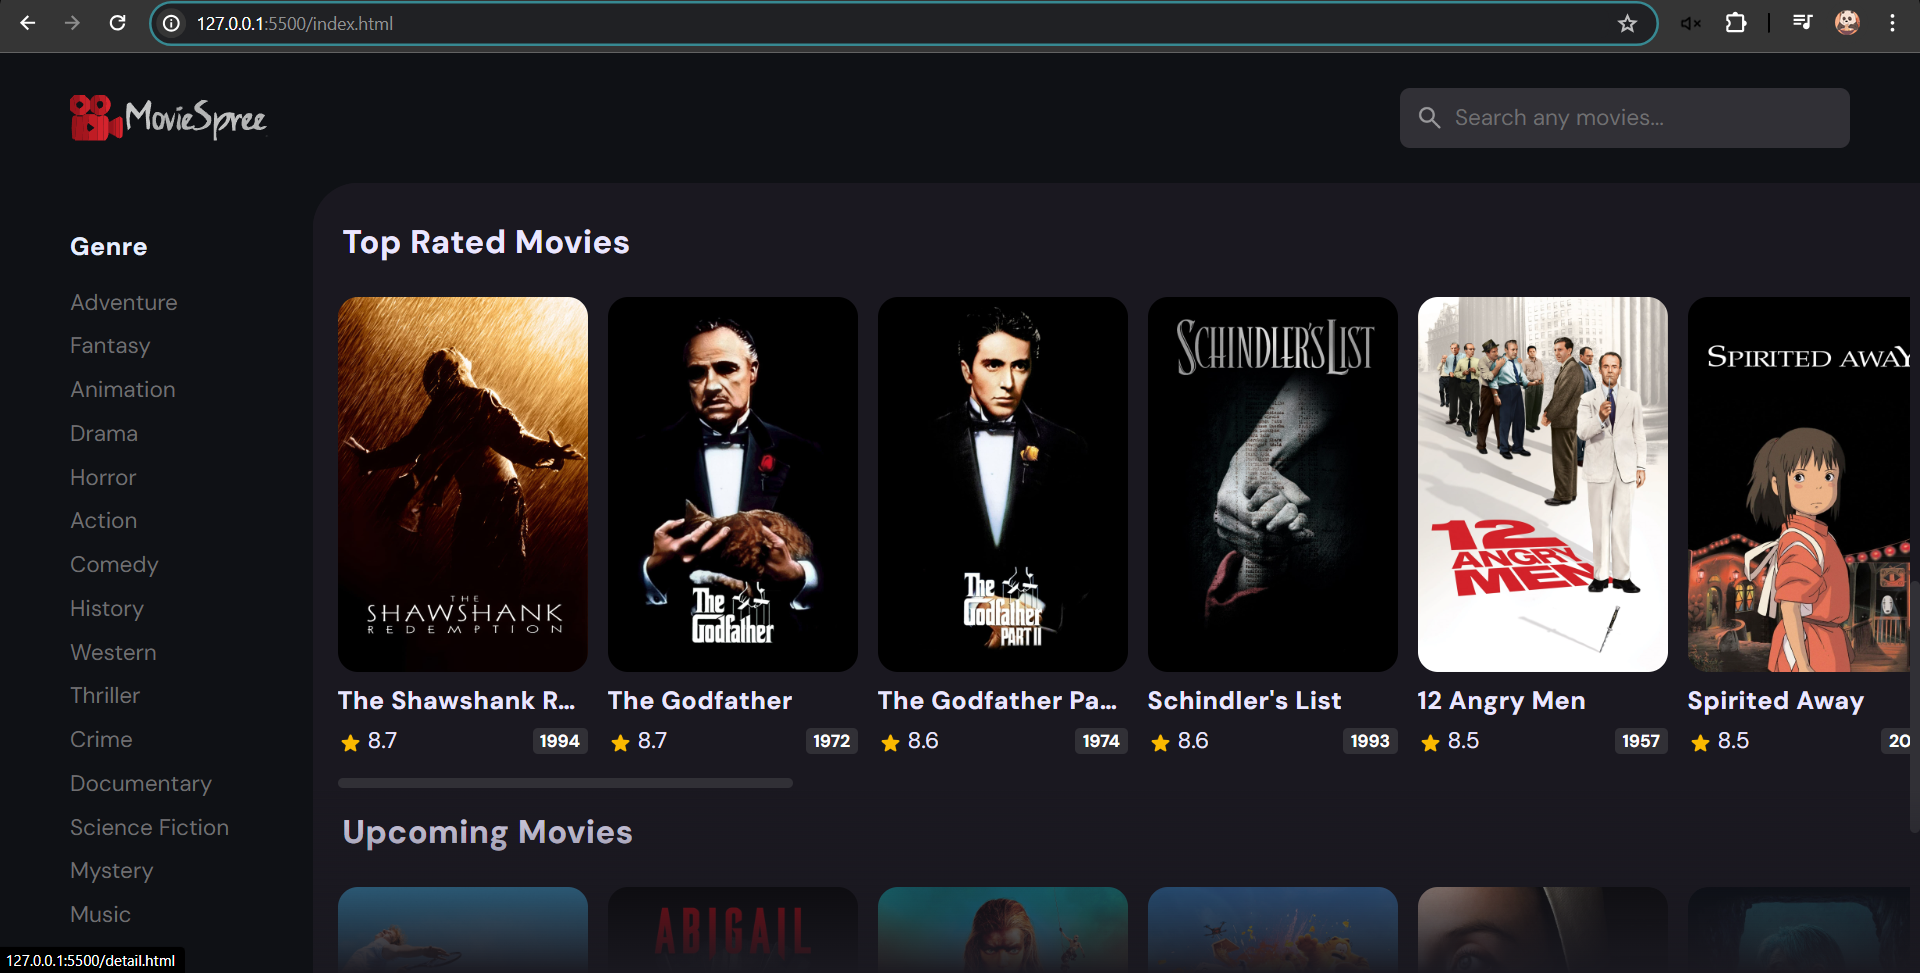 127.0.0.1:5500/index.html
MovieSpree
Search any movies...
Genre
Adventure
Fantasy
Animation
Drama
Horror
Action
Comedy
History
Western
Thriller
Crime
Documentary
Science Fiction
Mystery
Music
Top Rated Movies
THE
SHAWSHANK
REDEMPTION
The
Godfather
The
Godfather
PART II
SCHINDLER'S LIST
12
ANGRY
MEN
SPIRITED AWAY
The Shawshank R...
The Godfather
The Godfather Pa...
Schindler's List
12 Angry Men
Spirited Away
8.7
1994
8.7
1972
8.6
1974
8.6
1993
8.5
1957
8.5
20
Upcoming Movies
ABIGAIL
127.0.0.1:5500/detail.html